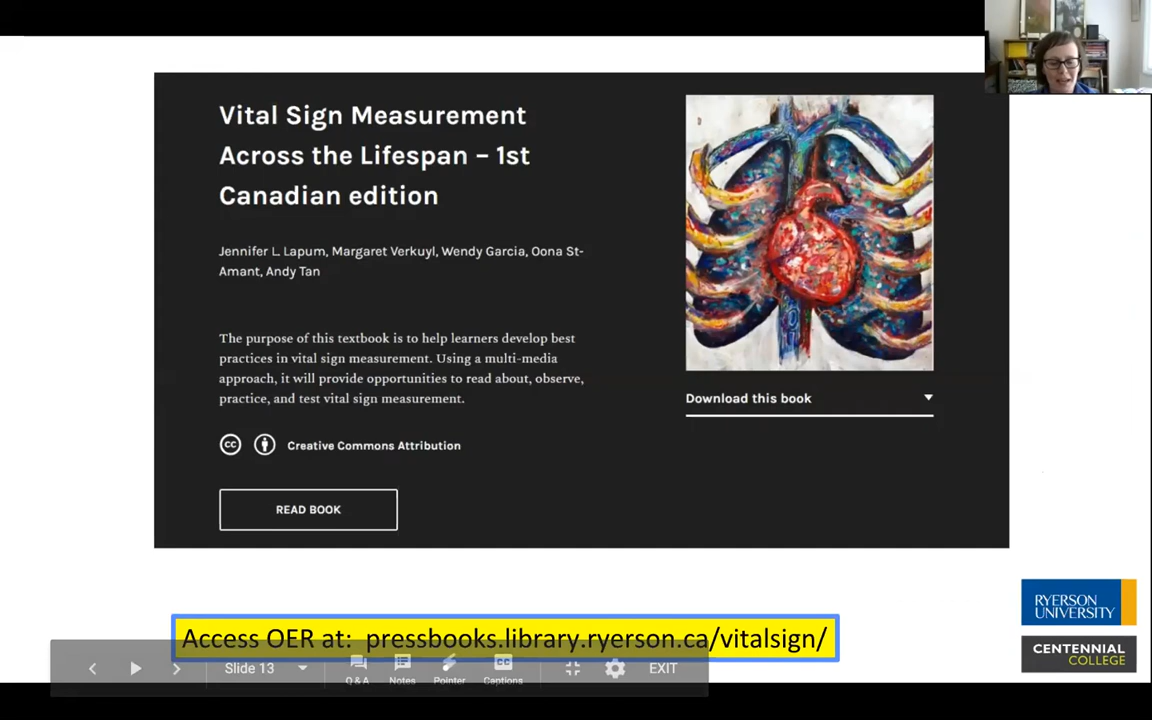 Vital Sign Measurement
Across the Lifespan – 1st
Canadian edition
Jennifer L. Lapum, Margaret Verkuyl, Wendy Garcia, Oona St-
Amant, Andy Tan
The purpose of this textbook is to help learners develop best
practices in vital sign measurement. Using a multi-media
approach, it will provide opportunities to read about, observe,
practice, and test vital sign measurement.
cc Creative Commons Attribution
READ BOOK
Download this book
Access OER at: pressbooks.library.ryerson.ca/vitalsign/
RYERSON
UNIVERSITY
CENTENNIAL
COLLEGE
Slide 13
Q & A
Notes
Pointer
CC
Captions
EXIT